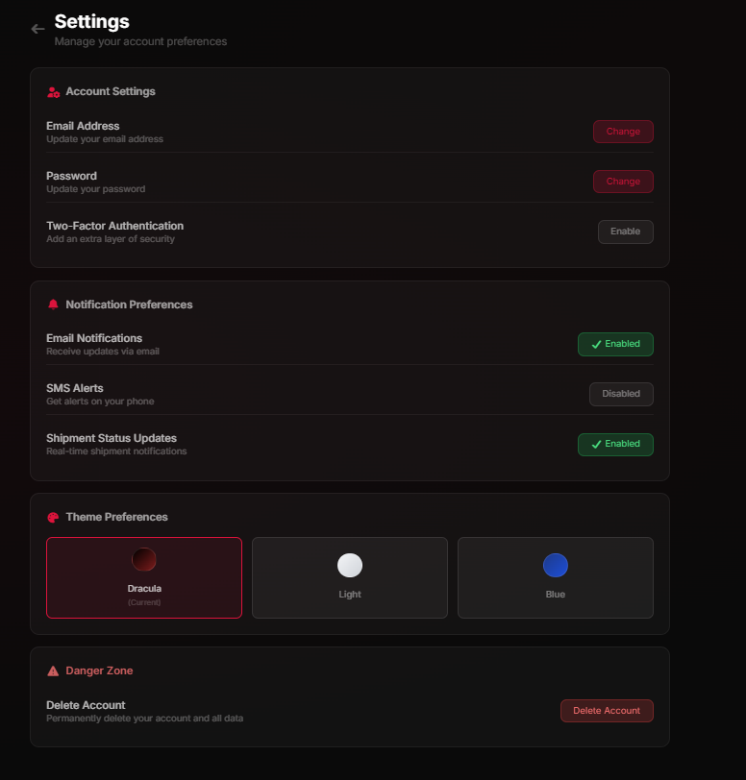 Settings
Manage your account preferences
Account Settings
Email Address
Update your email address
Change
Password
Update your password
Change
Two-Factor Authentication
Add an extra layer of security
Enable
Notification Preferences
Email Notifications
Receive updates via email
Enabled
SMS Alerts
Get alerts on your phone
Disabled
Shipment Status Updates
Real-time shipment notifications
Enabled
Theme Preferences
Dracula
(Current)
Light
Blue
Danger Zone
Delete Account
Permanently delete your account and all data
Delete Account